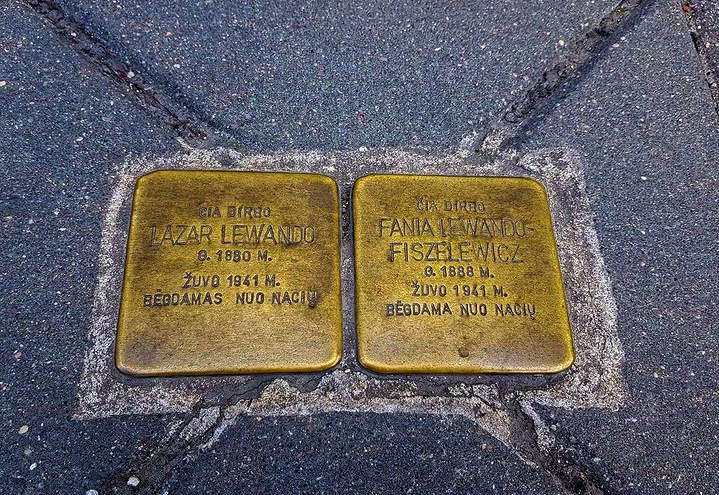 ČIA DIRBO
LAZAR LEWANDO
G. 1880 M.
ŽUVO 1941 M.
BĖGDAMAS NUO NACIŲ
ČIA DIRBO
FANIA LEWANDO-
FISZELEWICZ
G. 1888 M.
ŽUVO 1941 M.
BĖGDAMA NUO NACIŲ